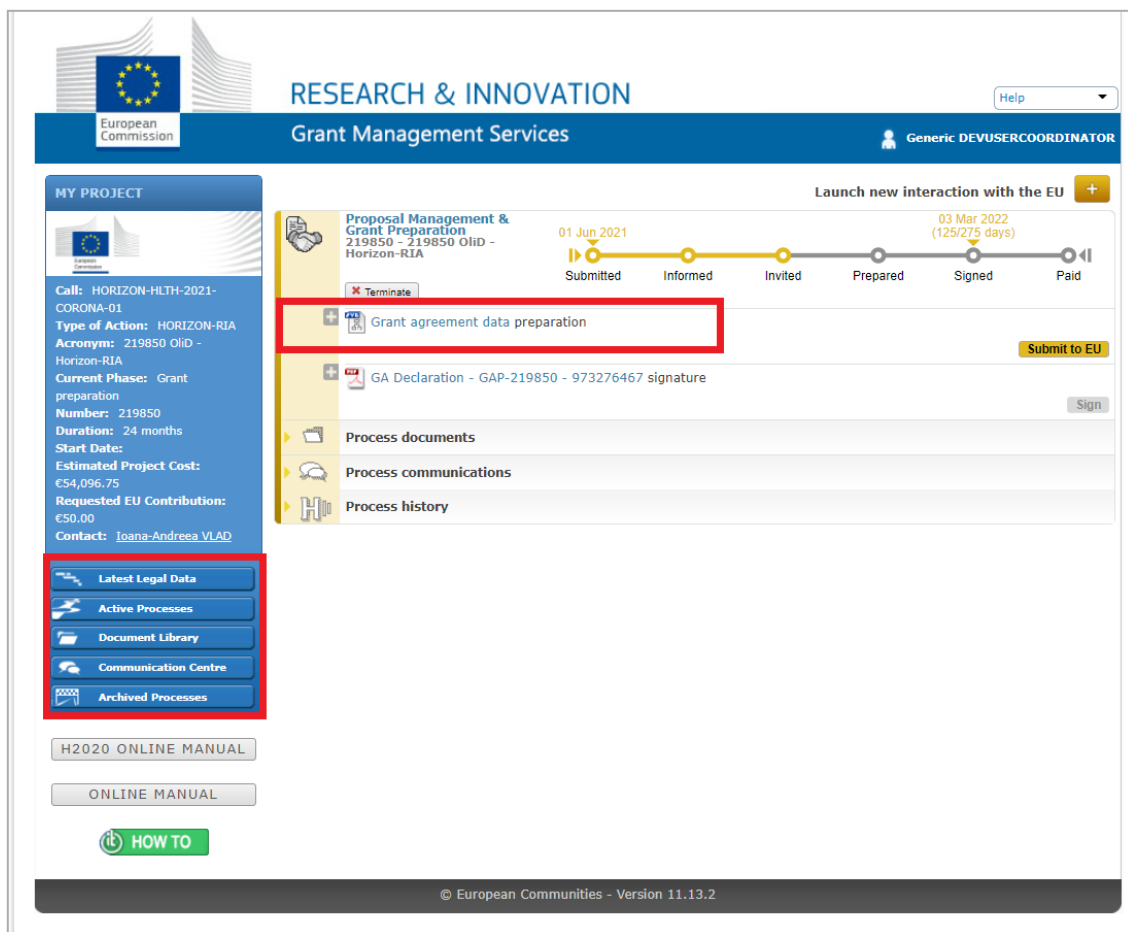 RESEARCH & INNOVATION
Help
European
Commission
Grant Management Services
Generic DEVUSERCOORDINATOR
MY PROJECT
Launch new interaction with the EU +
European
Commission
Call: HORIZON-HLTH-2021-
CORONA-01
Type of Action: HORIZON-RIA
Acronym: 219850 OliD -
Horizon-RIA
Current Phase: Grant
preparation
Number: 219850
Duration: 24 months
Start Date:
Estimated Project Cost:
€54,096.75
Requested EU Contribution:
€50.00
Contact: Ioana-Andreea VLAD
Latest Legal Data
Active Processes
Document Library
Communication Centre
Archived Processes
H2020 ONLINE MANUAL
ONLINE MANUAL
it HOW TO
Proposal Management &
Grant Preparation
219850 - 219850 OliD -
Horizon-RIA
01 Jun 2021
03 Mar 2022
(125/275 days)
Submitted Informed Invited Prepared Signed Paid
Terminate
Grant agreement data preparation
Submit to EU
GA Declaration - GAP-219850 - 973276467 signature
Sign
Process documents
Process communications
Process history
© European Communities - Version 11.13.2